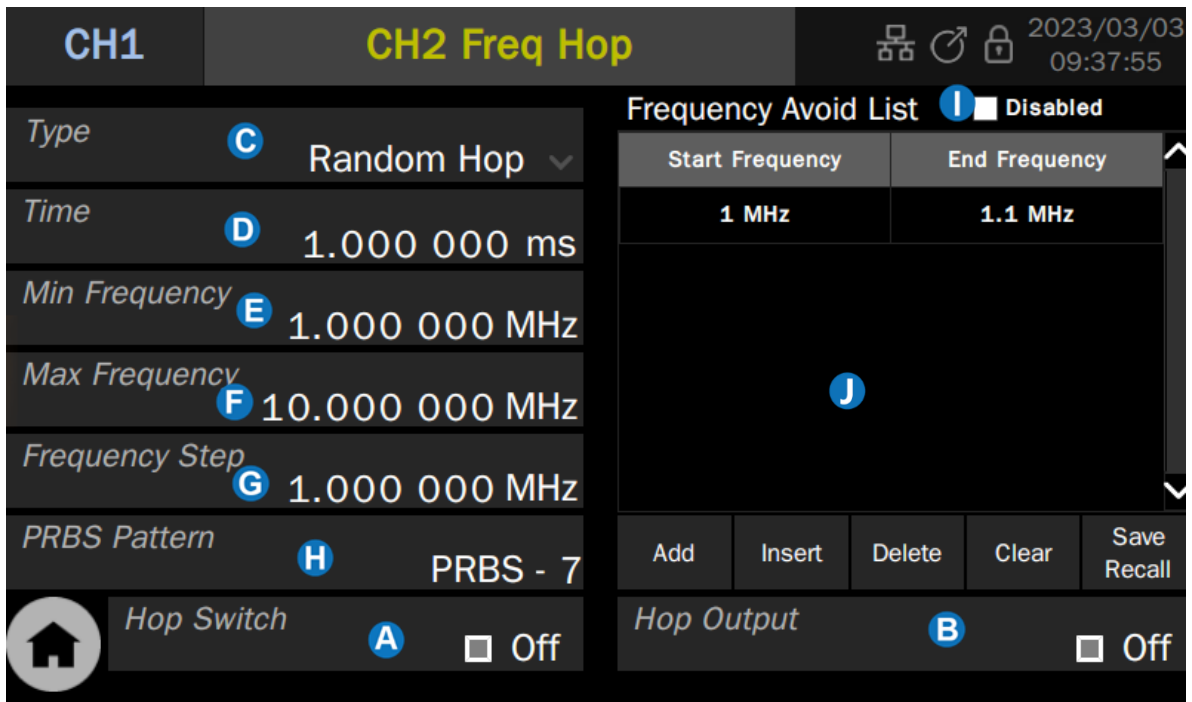 CH1
CH2 Freq Hop
2023/03/03
09:37:55
Type
C
Random Hop
Time
D
1.000 000 ms
Min Frequency
E
1.000 000 MHz
Max Frequency
F
10.000 000 MHz
Frequency Step
G
1.000 000 MHz
PRBS Pattern
H
PRBS - 7
Hop Switch
A
Off
Frequency Avoid List
I
Disabled
Start Frequency End Frequency
1 MHz 1.1 MHz
J
Add Insert Delete Clear Save Recall
Hop Output
B
Off